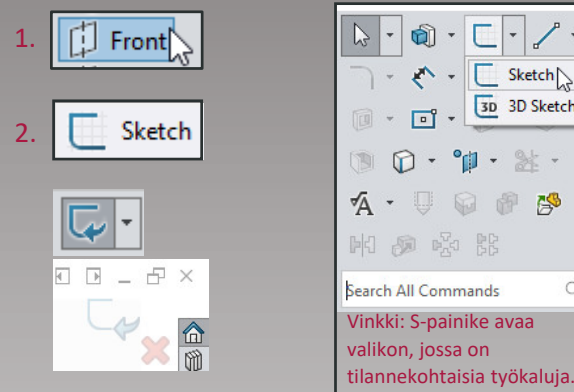 1. Front
2. Sketch
Sketch
3D 3D Sketch
Search All Commands
Vinkki: S-painike avaa
valikon, jossa on
tilannekohtaisia työkaluja.